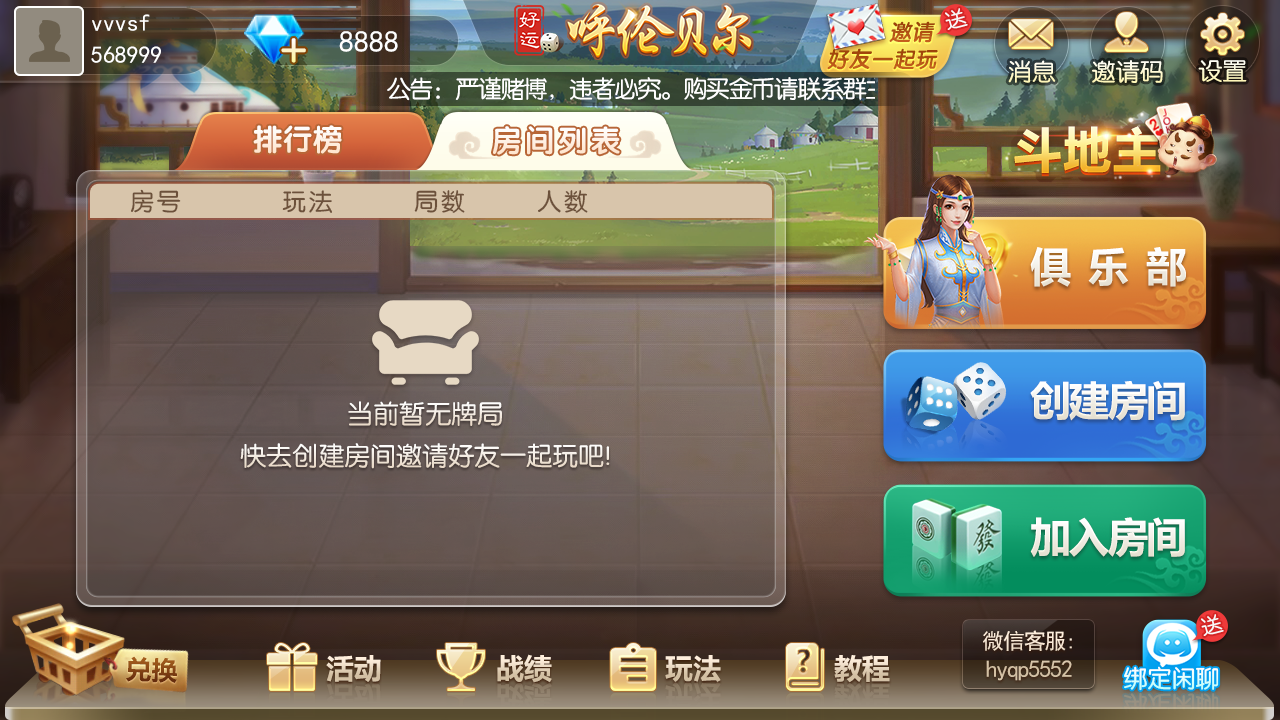 vvvsf
568999
8888
好运
呼伦贝尔
邀请
好友一起玩
送
消息
邀请码
设置
公告：严谨赌博，违者必究。购买金币请联系群主
排行榜
房间列表
斗地主
房号 玩法 局数 人数
俱乐部
当前暂无牌局
快去创建房间邀请好友一起玩吧!
创建房间
發
加入房间
兑换
活动
战绩
玩法
教程
微信客服:
hyqp5552
送
绑定闲聊